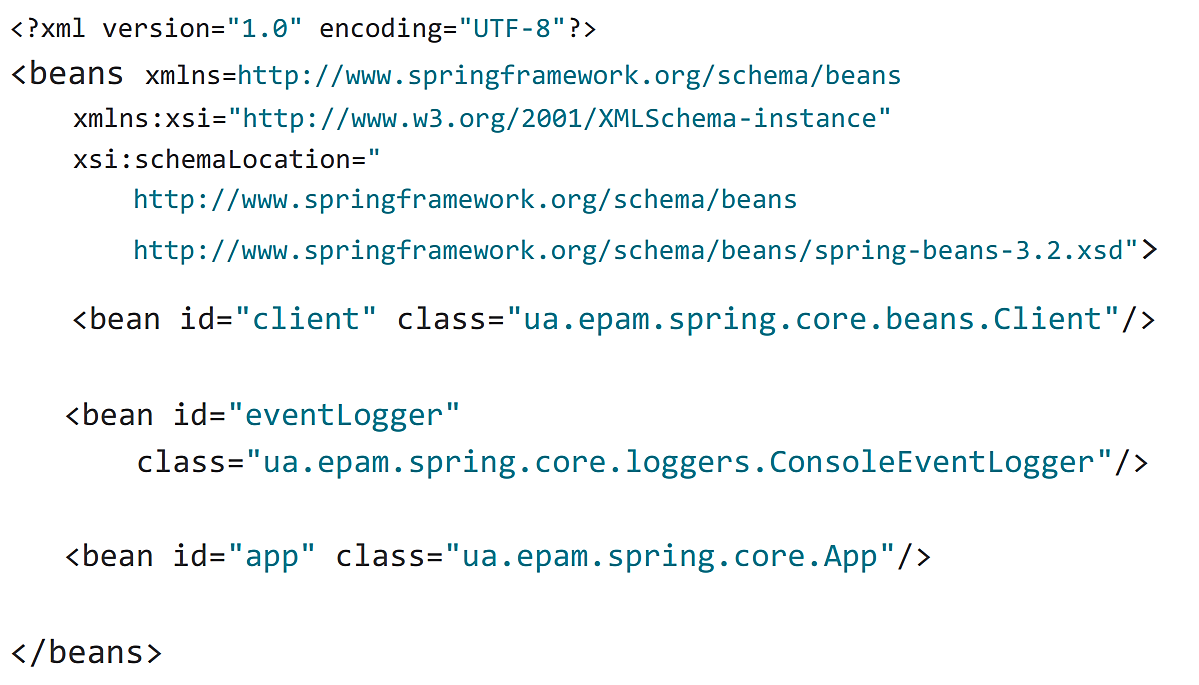 <?xml version="1.0" encoding="UTF-8"?>
<beans xmlns=http://www.springframework.org/schema/beans
xmlns:xsi="http://www.w3.org/2001/XMLSchema-instance"
xsi:schemaLocation="
http://www.springframework.org/schema/beans
http://www.springframework.org/schema/beans/spring-beans-3.2.xsd">
<bean id="client" class="ua.epam.spring.core.beans.Client"/>
<bean id="eventLogger"
class="ua.epam.spring.core.loggers.ConsoleEventLogger"/>
<bean id="app" class="ua.epam.spring.core.App"/>
</beans>